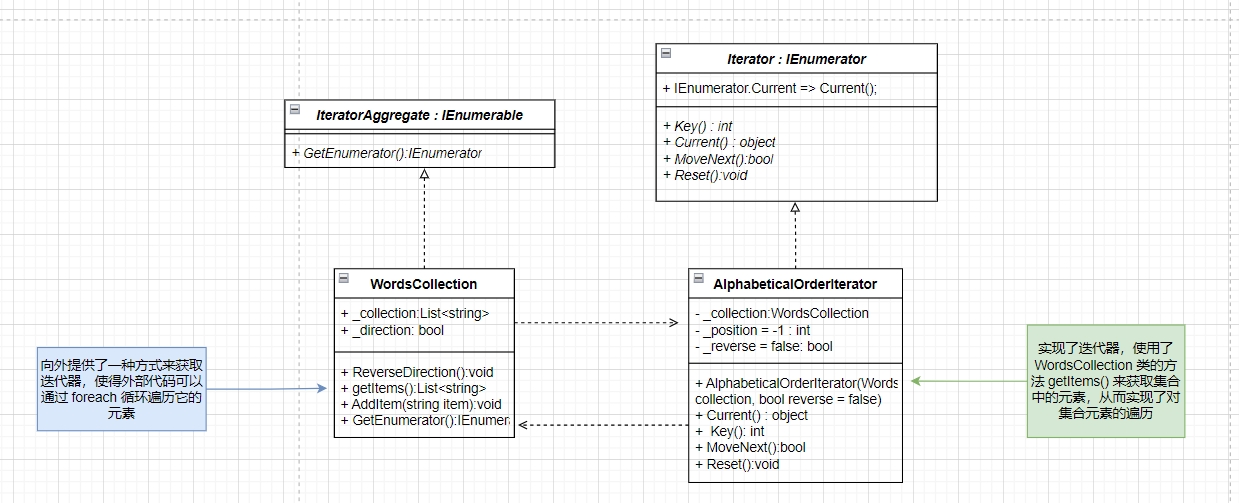 Iterator : IEnumerator
+ IEnumerator.Current => Current();
+ Key() : int
+ Current() : object
+ MoveNext():bool
+ Reset():void
IteratorAggregate : IEnumerable
+ GetEnumerator():IEnumerator
WordsCollection
+ _collection:List<string>
+ _direction: bool
+ ReverseDirection():void
+ getItems():List<string>
+ AddItem(string item):void
+ GetEnumerator():IEnumera
AlphabeticalOrderIterator
- _collection:WordsCollection
- _position = -1 : int
- _reverse = false: bool
+ AlphabeticalOrderIterator(Words
collection, bool reverse = false)
+ Current() : object
+ Key(): int
+ MoveNext():bool
+ Reset():void
向外提供了一种方式来获取
迭代器，使得外部代码可以
通过 foreach 循环遍历它的
元素
实现了迭代器，使用了
WordsCollection 类的方
法 getItems() 来获取集合
中的元素，从而实现了对
集合元素的遍历